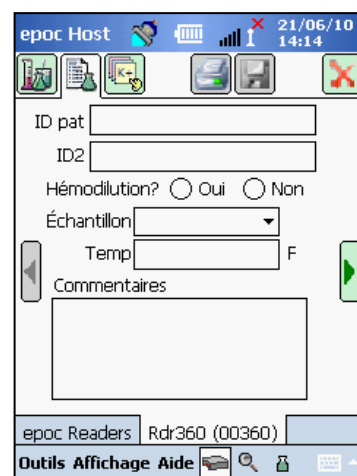 epoc Host 21/06/10
14:14
K+
ID pat
ID2
Hémodilution? Oui Non
Échantillon
Temp F
Commentaires
epoc Readers Rdr360 (00360)
Outils Affichage Aide